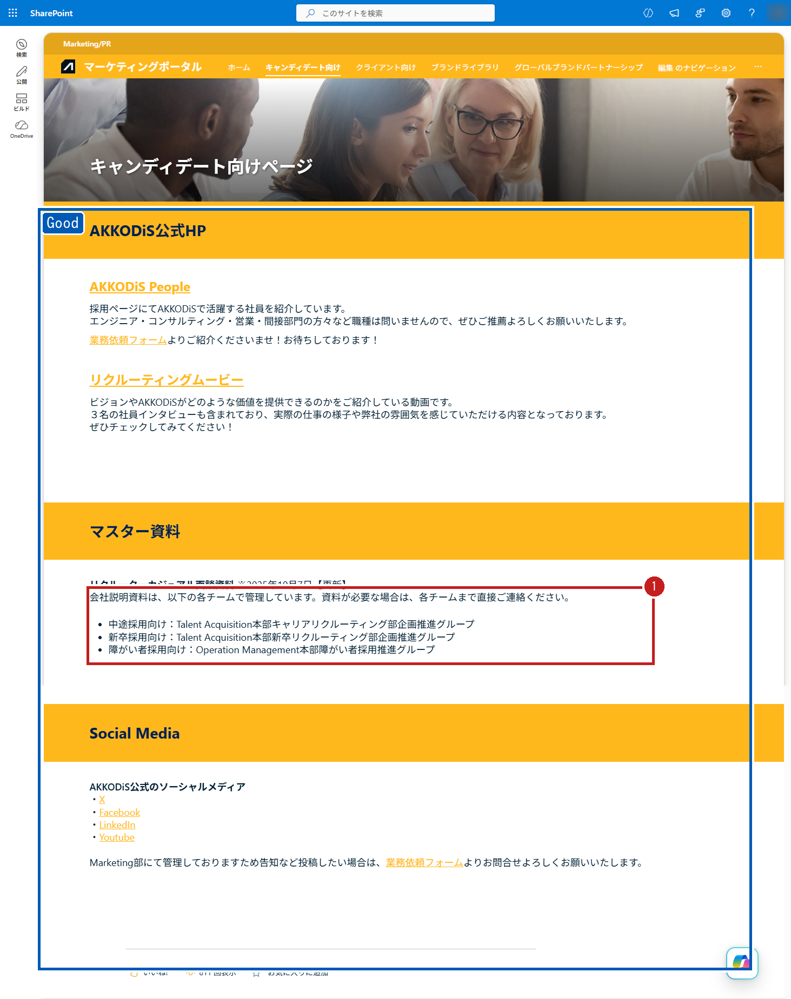 SharePoint
このサイトを検索
検索
公開
ビルド
OneDrive
Marketing/PR
マーケティングポータル
ホーム
キャンディデート向け
クライアント向け
ブランドライブラリ
グローバルブランドパートナーシップ
編集 のナビゲーション
キャンディデート向けページ
Good
AKKODiS公式HP
AKKODiS People
採用ページにてAKKODiSで活躍する社員を紹介しています。
エンジニア・コンサルティング・営業・間接部門の方々など職種は問いませんので、ぜひご推薦よろしくお願いいたします。
業務依頼フォームよりご紹介くださいませ！お待ちしております！
リクルーティングムービー
ビジョンやAKKODiSがどのような価値を提供できるのかをご紹介している動画です。
３名の社員インタビューも含まれており、実際の仕事の様子や弊社の雰囲気を感じていただける内容となっております。
ぜひチェックしてみてください！
マスター資料
リクルーターカジュアル面談資料 ※2025年10月7日【更新】
1
会社説明資料は、以下の各チームで管理しています。資料が必要な場合は、各チームまで直接ご連絡ください。
• 中途採用向け：Talent Acquisition本部キャリアリクルーティング部企画推進グループ
• 新卒採用向け：Talent Acquisition本部新卒リクルーティング部企画推進グループ
• 障がい者採用向け：Operation Management本部障がい者採用推進グループ
Social Media
AKKODiS公式のソーシャルメディア
・X
・Facebook
・LinkedIn
・Youtube
Marketing部にて管理しておりますため告知など投稿したい場合は、業務依頼フォームよりお問合せよろしくお願いいたします。
いいね!
回表示
お気に入りに追加